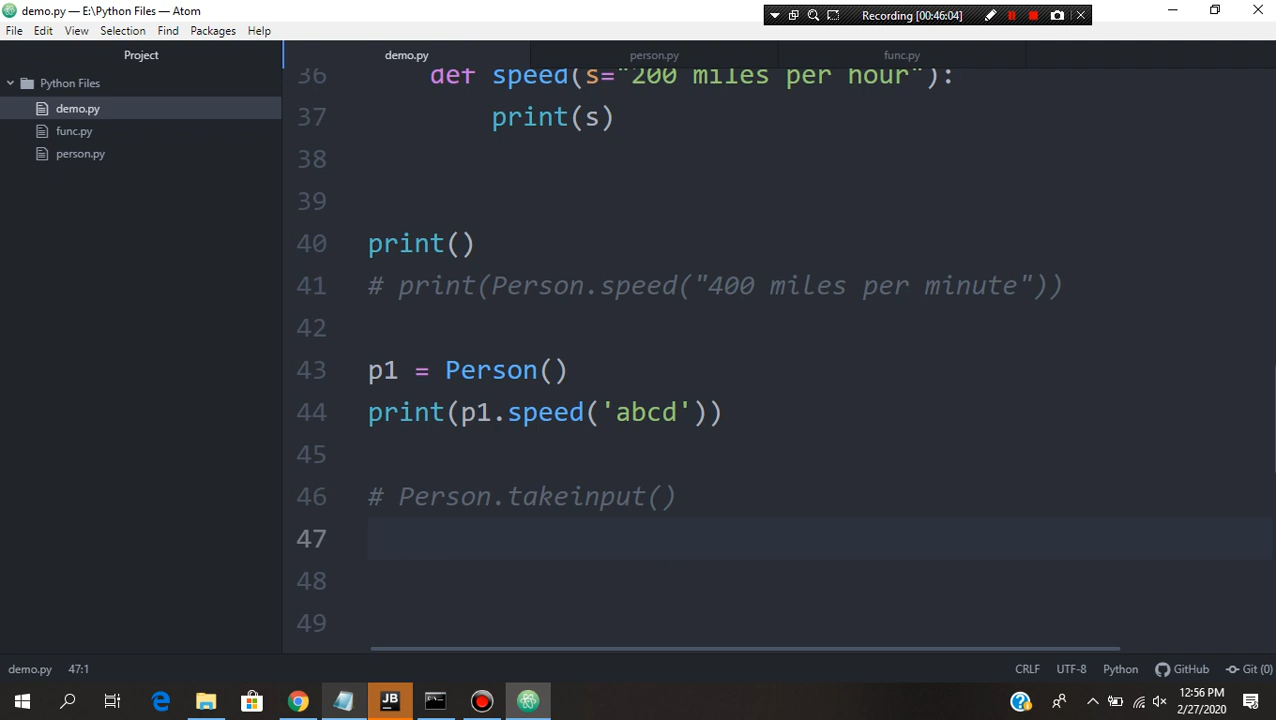 demo.py — E:\Python Files — Atom
Recording [00:46:04]
File Edit View Selection Find Packages Help
Project
demo.py person.py func.py
Python Files
demo.py
func.py
person.py
36 def speed(s="200 miles per hour"):
37 print(s)
38
39
40 print()
41 # print(Person.speed("400 miles per minute"))
42
43 p1 = Person()
44 print(p1.speed('abcd'))
45
46 # Person.takeinput()
47
48
49
demo.py 47:1 CRLF UTF-8 Python GitHub Git (0)
JB
12:56 PM
2/27/2020